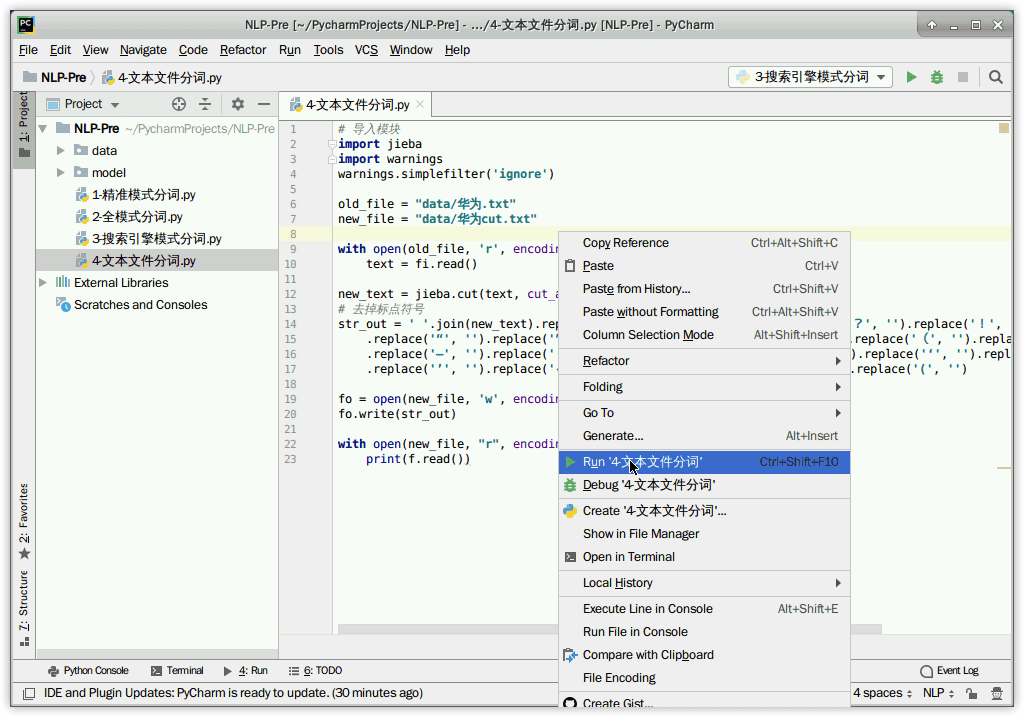 PC
NLP-Pre [~/PycharmProjects/NLP-Pre] - .../4-文本文件分词.py [NLP-Pre] - PyCharm
File Edit View Navigate Code Refactor Run Tools VCS Window Help
NLP-Pre 4-文本文件分词.py 3-搜索引擎模式分词
1: Project
Project
NLP-Pre ~/PycharmProjects/NLP-Pre
data
model
1-精准模式分词.py
2-全模式分词.py
3-搜索引擎模式分词.py
4-文本文件分词.py
External Libraries
Scratches and Consoles
2: Favorites
7: Structure
4-文本文件分词.py
1 # 导入模块
2 import jieba
3 import warnings
4 warnings.simplefilter('ignore')
5
6 old_file = "data/华为.txt"
7 new_file = "data/华为cut.txt"
8
9 with open(old_file, 'r', encodin
10 text = fi.read()
11
12 new_text = jieba.cut(text, cut_a
13 # 去掉标点符号
14 str_out = ' '.join(new_text).rep ？', '').replace('！',
15 .replace('“', '').replace(' .replace('（', '').repla
16 .replace('—', '').replace(' ).replace('‘', '').repl
17 .replace('’', '').replace(' .replace('(', '')
18
19 fo = open(new_file, 'w', encodin
20 fo.write(str_out)
21
22 with open(new_file, "r", encodin
23 print(f.read())
Copy Reference Ctrl+Alt+Shift+C
Paste Ctrl+V
Paste from History... Ctrl+Shift+V
Paste without Formatting Ctrl+Alt+Shift+V
Column Selection Mode Alt+Shift+Insert
Refactor
Folding
Go To
Generate... Alt+Insert
Run '4-文本文件分词' Ctrl+Shift+F10
Debug '4-文本文件分词'
Create '4-文本文件分词'...
Show in File Manager
Open in Terminal
Local History
Execute Line in Console Alt+Shift+E
Run File in Console
Compare with Clipboard
File Encoding
Create Gist...
Python Console Terminal 4: Run 6: TODO Event Log
IDE and Plugin Updates: PyCharm is ready to update. (30 minutes ago) 4 spaces NLP